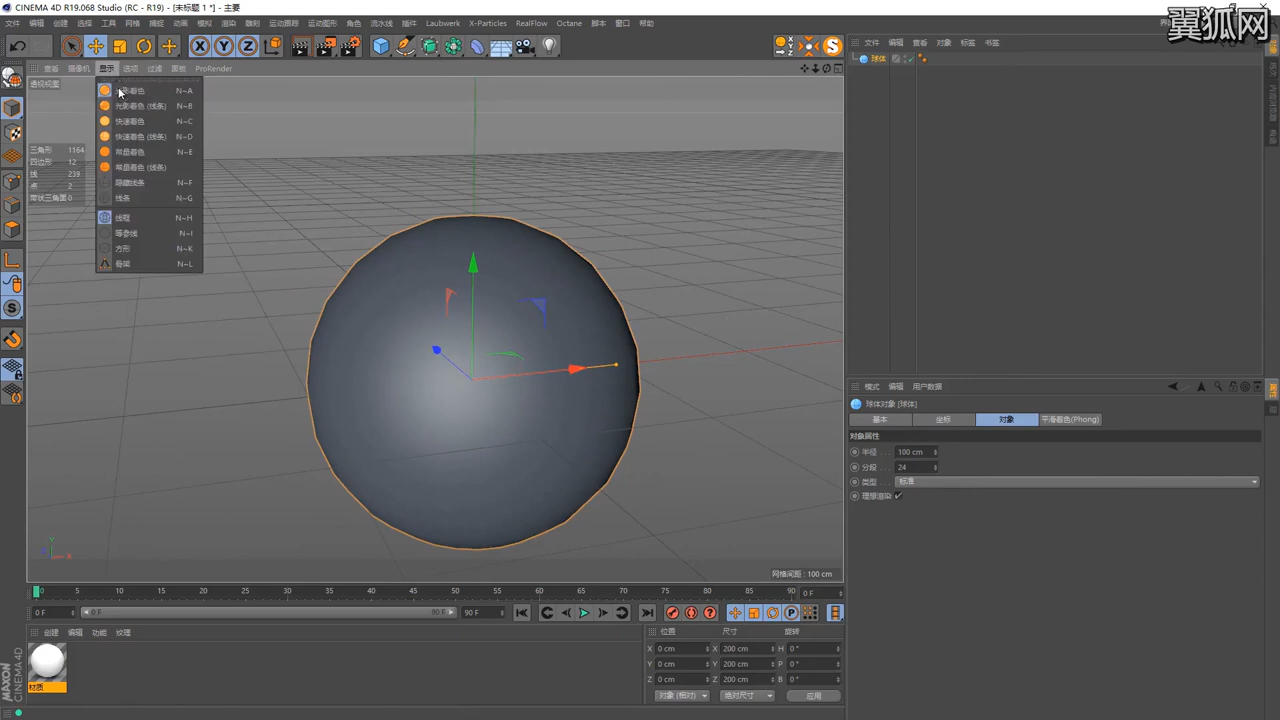 CINEMA 4D R19.068 Studio (RC - R19) - [未标题 1 *] - 主要
翼狐网
文件 编辑 创建 选择 工具 网格 捕捉 动画 模拟 渲染 雕刻 运动跟踪 运动图形 角色 流水线 插件 Laubwerk X-Particles RealFlow Octane 脚本 窗口 帮助
X Y Z
查看 摄像机 显示 选项 过滤 面板 ProRender
透视视图
光影着色 N~A
光影着色 (线条) N~B
快速着色 N~C
快速着色 (线条) N~D
常量着色 N~E
常量着色 (线条) N~F
隐藏线条 N~F
线条 N~G
线框 N~H
等参线 N~I
方形 N~K
骨架 N~L
三角形 1164
四边形 12
线 239
点 2
带状三角面 0
网格间距 : 100 cm
文件 编辑 查看 对象 标签 书签
球体
模式 编辑 用户数据
球体对象 [球体]
基本 坐标 对象 平滑着色(Phong)
对象属性
半径 . . . 100 cm
分段 . . . 24
类型 . . . 标准
理想渲染
0 5 10 15 20 25 30 35 40 45 50 55 60 65 70 75 80 85 90 0 F
0 F 0 F 90 F 90 F
创建 编辑 功能 纹理
材质
位置 尺寸 旋转
X 0 cm X 200 cm H 0 °
Y 0 cm Y 200 cm P 0 °
Z 0 cm Z 200 cm B 0 °
对象 (相对) 绝对尺寸 应用
MAXON CINEMA 4D